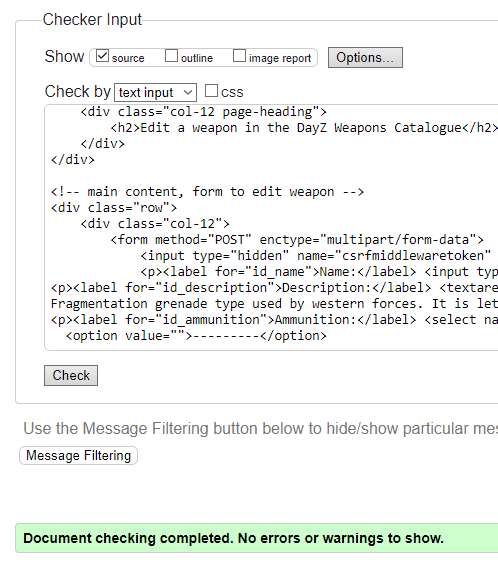 Checker Input
Show source outline image report Options...
Check by text input css
<div class="col-12 page-heading">
<h2>Edit a weapon in the DayZ Weapons Catalogue</h2>
</div>
</div>
<!-- main content, form to edit weapon -->
<div class="row">
<div class="col-12">
<form method="POST" enctype="multipart/form-data">
<input type="hidden" name="csrfmiddlewaretoken"
<p><label for="id_name">Name:</label> <input typ
<p><label for="id_description">Description:</label> <textare
Fragmentation grenade type used by western forces. It is let
<p><label for="id_ammunition">Ammunition:</label> <select na
<option value="">---------</option>
Check
Use the Message Filtering button below to hide/show particular mes
Message Filtering
Document checking completed. No errors or warnings to show.